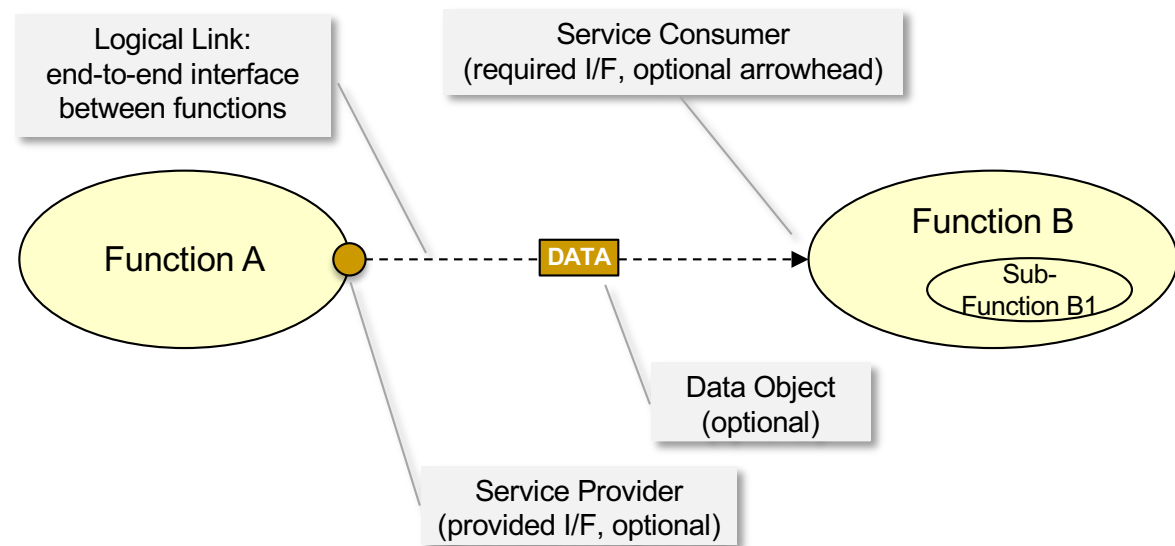 Logical Link:
end-to-end interface
between functions
Service Consumer
(required I/F, optional arrowhead)
Function A
DATA
Function B
Sub-
Function B1
Data Object
(optional)
Service Provider
(provided I/F, optional)